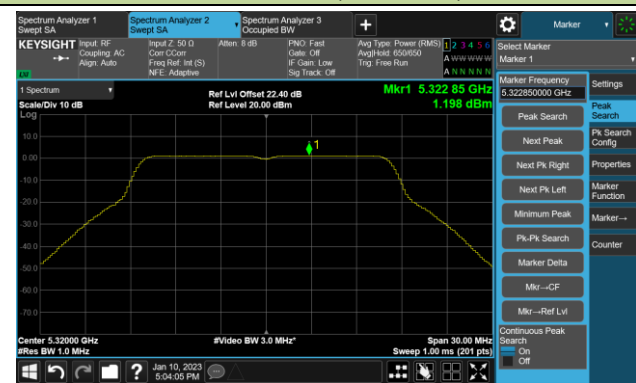 Spectrum Analyzer 1
Swept SA
Spectrum Analyzer 2
Swept SA
Spectrum Analyzer 3
Occupied BW
+
Marker
KEYSIGHT
Input: RF
Coupling: AC
Align: Auto
Input Z: 50 Ω
Corr CCorr
Freq Ref: Int (S)
NFE: Adaptive
Atten: 8 dB
PNO: Fast
Gate: Off
IF Gain: Low
Sig Track: Off
Avg Type: Power (RMS)
Avg|Hold: 650/650
Trig: Free Run
1 2 3 4 5 6
A W W W W W
A N N N N N
Select Marker
Marker 1
1 Spectrum
Scale/Div 10 dB
Log
Ref Lvl Offset 22.40 dB
Ref Level 20.00 dBm
Mkr1 5.322 85 GHz
1.198 dBm
Marker Frequency
5.322850000 GHz
Peak Search
Next Peak
Next Pk Right
Next Pk Left
Minimum Peak
Pk-Pk Search
Marker Delta
Mkr→CF
Mkr→Ref Lvl
Continuous Peak
Search
On
Off
Settings
Peak
Search
Pk Search
Config
Properties
Marker
Function
Marker→
Counter
10.0
0.00
-10.0
-20.0
-30.0
-40.0
-50.0
-60.0
-70.0
1
Center 5.32000 GHz
#Res BW 1.0 MHz
#Video BW 3.0 MHz*
Span 30.00 MHz
Sweep 1.00 ms (201 pts)
?
Jan 10, 2023
5:04:05 PM